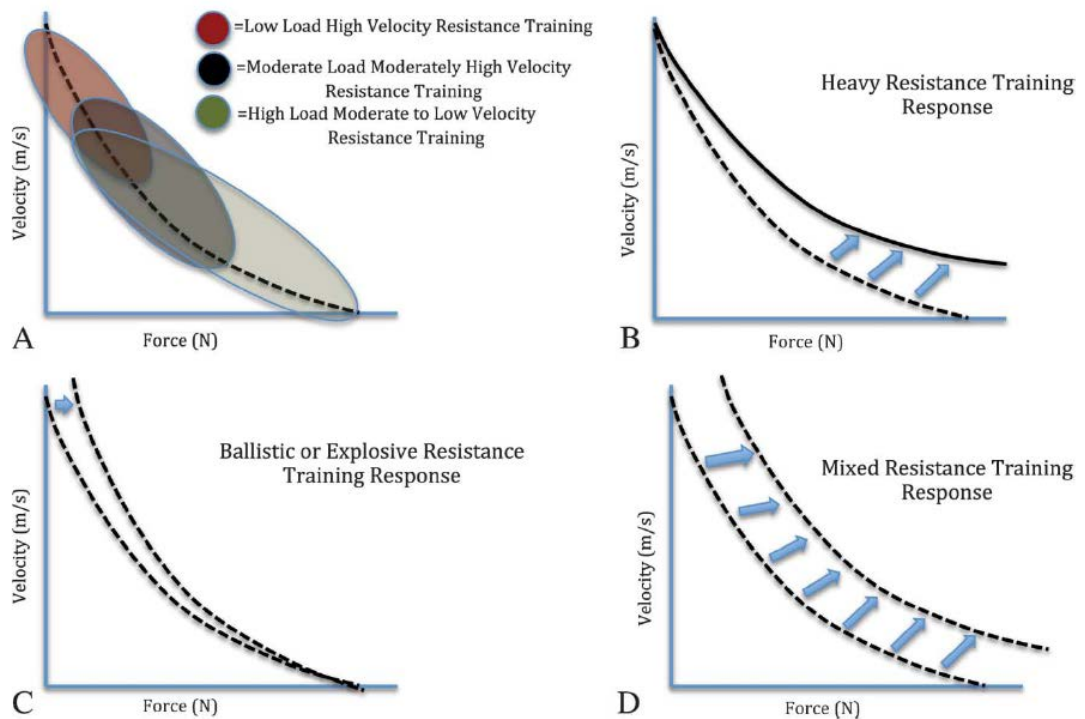 =Low Load High Velocity Resistance Training
=Moderate Load Moderately High Velocity
Resistance Training
=High Load Moderate to Low Velocity
Resistance Training
Velocity (m/s)
Force (N)
A
Heavy Resistance Training
Response
Velocity (m/s)
Force (N)
B
Ballistic or Explosive Resistance
Training Response
Velocity (m/s)
Force (N)
C
Mixed Resistance Training
Response
Velocity (m/s)
Force (N)
D